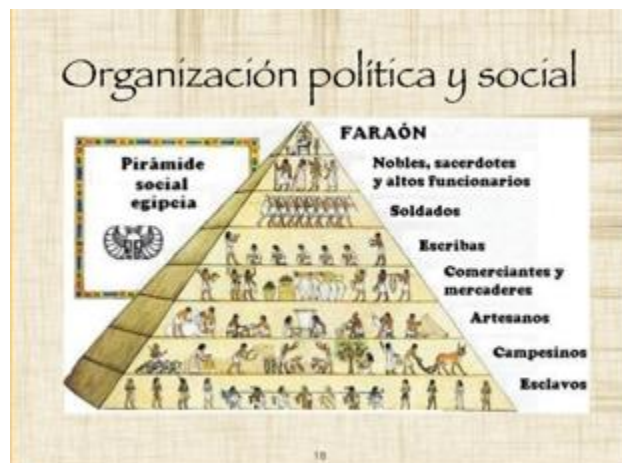 Organización política y social
Pirámide
social
egipcia
FARAÓN
Nobles, sacerdotes
y altos funcionarios
Soldados
Escribas
Comerciantes y
mercaderes
Artesanos
Campesinos
Esclavos
18